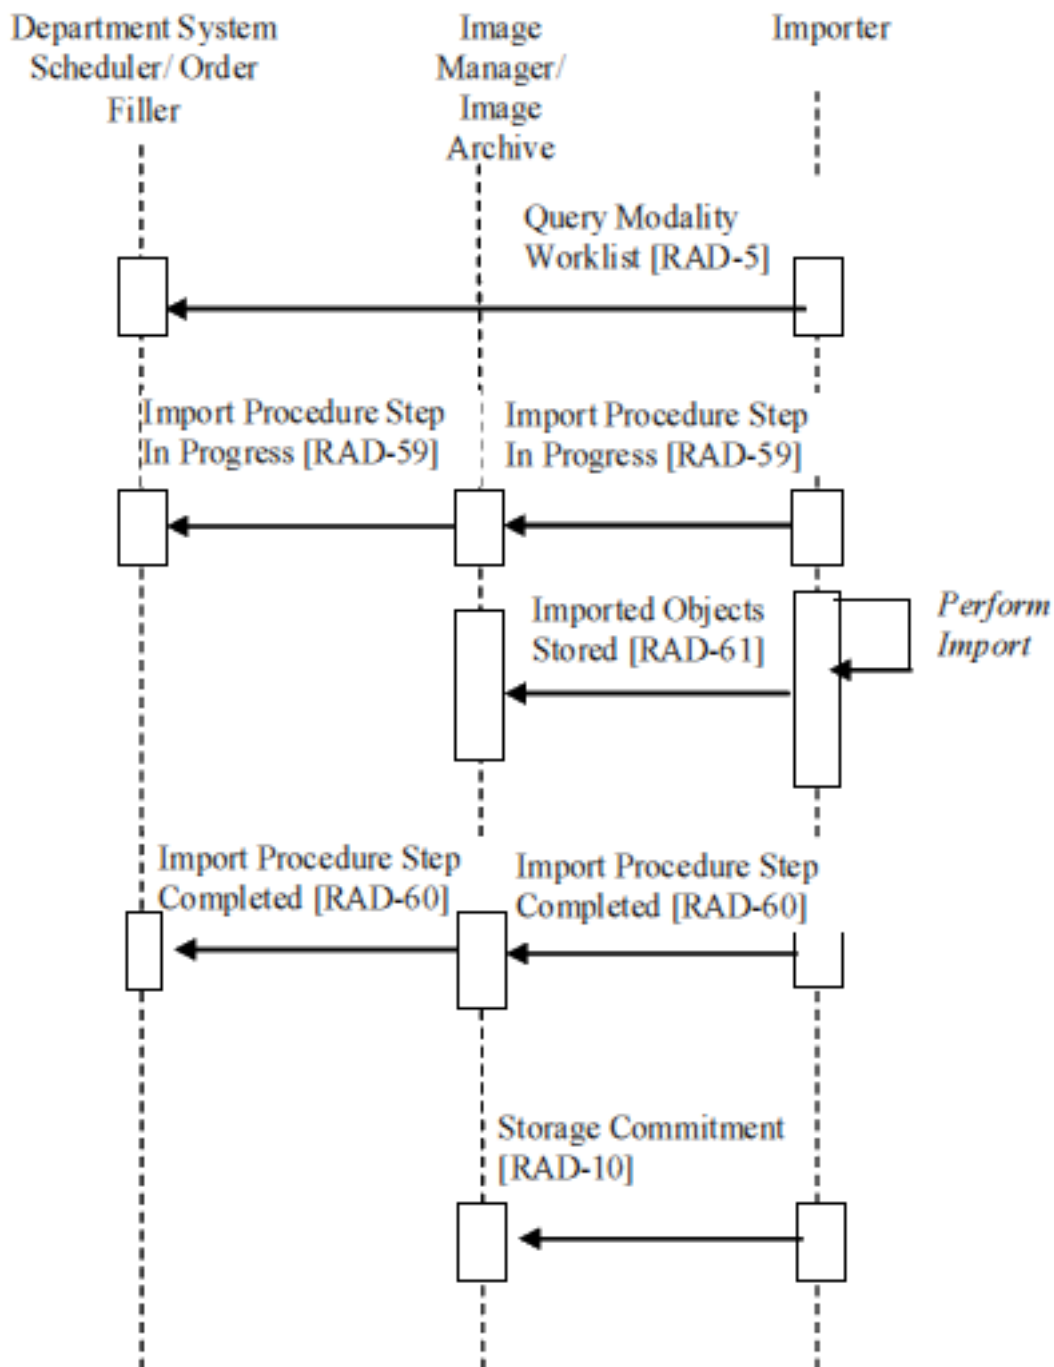 Department System
Scheduler/ Order
Filler
Image
Manager/
Image
Archive
Importer
Query Modality
Worklist [RAD-5]
Import Procedure Step
In Progress [RAD-59]
Import Procedure Step
In Progress [RAD-59]
Imported Objects
Stored [RAD-61]
Perform
Import
Import Procedure Step
Completed [RAD-60]
Import Procedure Step
Completed [RAD-60]
Storage Commitment
[RAD-10]